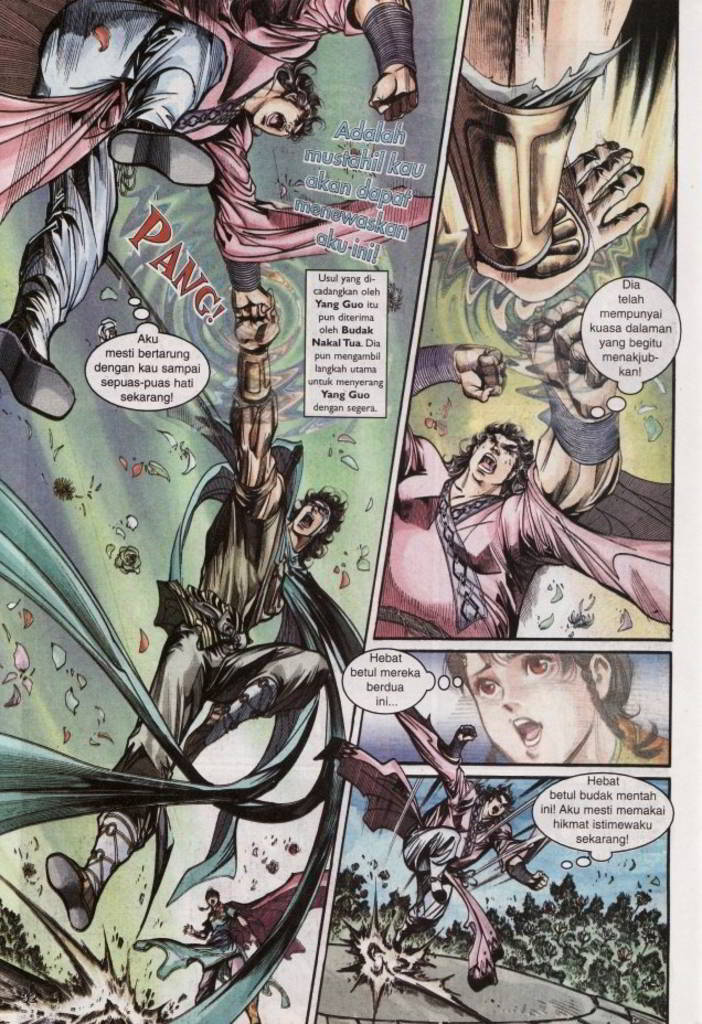 Adalah
mustahil kau
akan dapat
menewaskan
aku ini!
PANG!
Usul yang di-
cadangkan oleh
Yang Guo itu
pun diterima
oleh Budak
Nakal Tua. Dia
pun mengambil
langkah utama
untuk menyerang
Yang Guo
dengan segera.
Aku
mesti bertarung
dengan kau sampai
sepuas-puas hati
sekarang!
Dia
telah
mempunyai
kuasa dalaman
yang begitu
menakjub-
kan!
Hebat
betul mereka
berdua
ini...
Hebat
betul budak mentah
ini! Aku mesti memakai
hikmat istimewaku
sekarang!